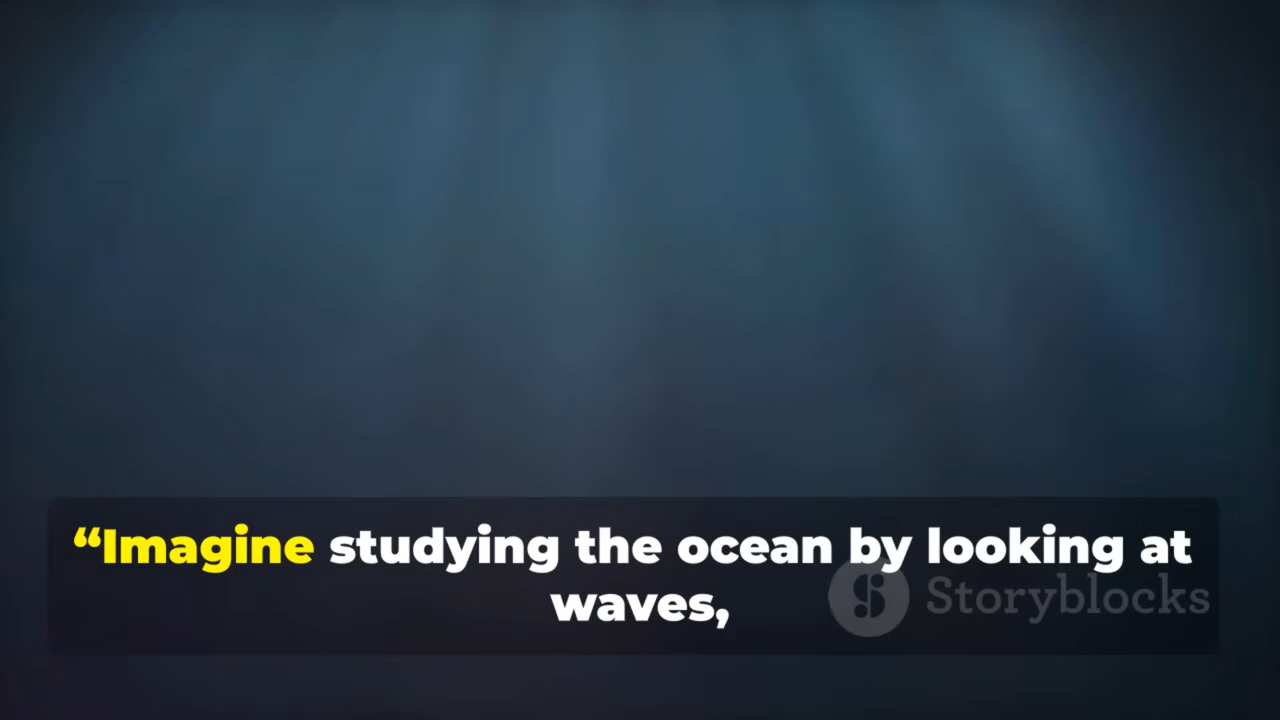 “Imagine studying the ocean by looking at
waves,
Storyblocks